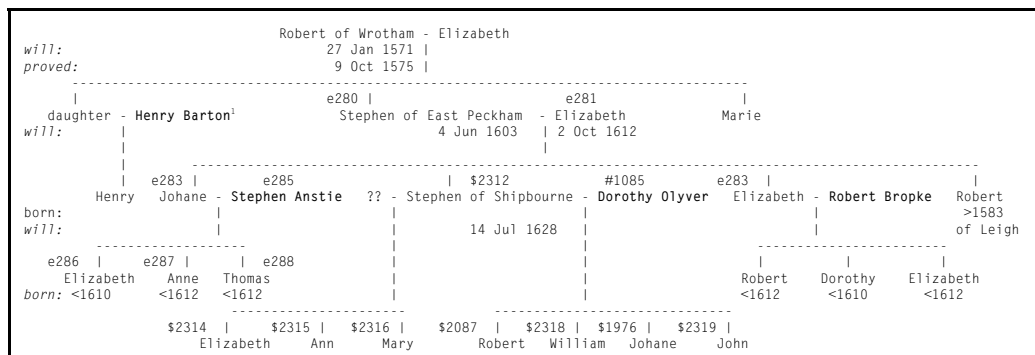 Robert of Wrotham - Elizabeth
will: 27 Jan 1571 |
proved: 9 Oct 1575 |
e280 | e281
daughter - Henry Barton1 Stephen of East Peckham - Elizabeth Marie
will: 4 Jun 1603 | 2 Oct 1612
e283 | e285 | $2312 #1085 e283 |
Henry Johane - Stephen Anstie ?? - Stephen of Shipbourne - Dorothy Olyver Elizabeth - Robert Bropke Robert
born: >1583
will: 14 Jul 1628 | of Leigh
e286 | e287 | | e288
Elizabeth Anne Thomas Robert Dorothy Elizabeth
born: <1610 <1612 <1612 <1612 <1610 <1612
$2314 | $2315 | $2316 | $2087 | $2318 | $1976 | $2319 |
Elizabeth Ann Mary Robert William Johane John